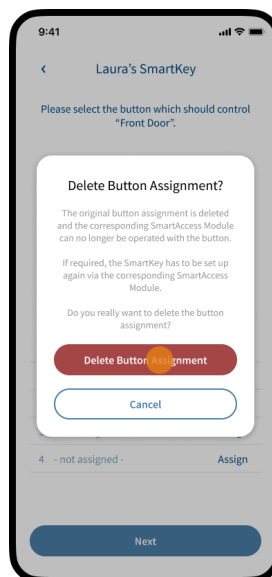 9:41
Laura's SmartKey
Please select the button which should control
"Front Door".
Delete Button Assignment?
The original button assignment is deleted
and the corresponding SmartAccess Module
can no longer be operated with the button.
If required, the SmartKey has to be set up
again via the corresponding SmartAccess
Module.
Do you really want to delete the button
assignment?
Delete Button Assignment
Cancel
4 - not assigned - Assign
Next